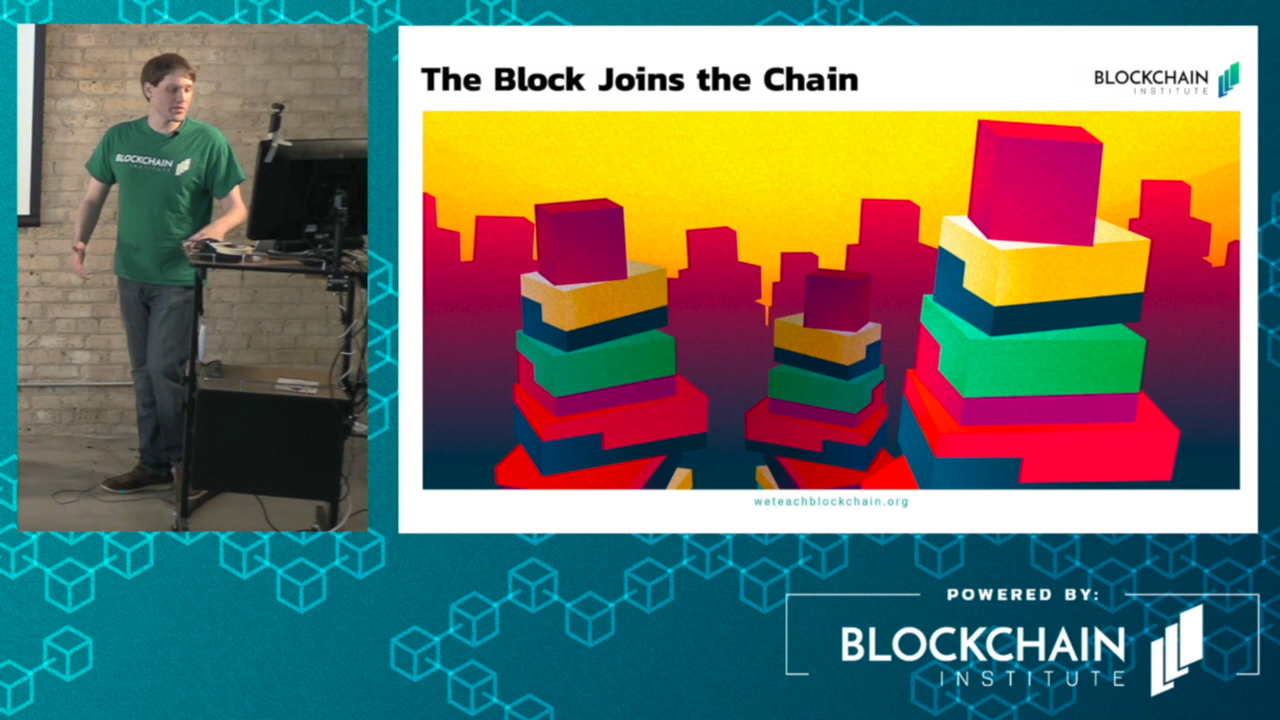 The Block Joins the Chain
BLOCKCHAIN
INSTITUTE
BLOCKCHAIN
INSTITUTE
weteachblockchain.org
POWERED BY:
BLOCKCHAIN
INSTITUTE